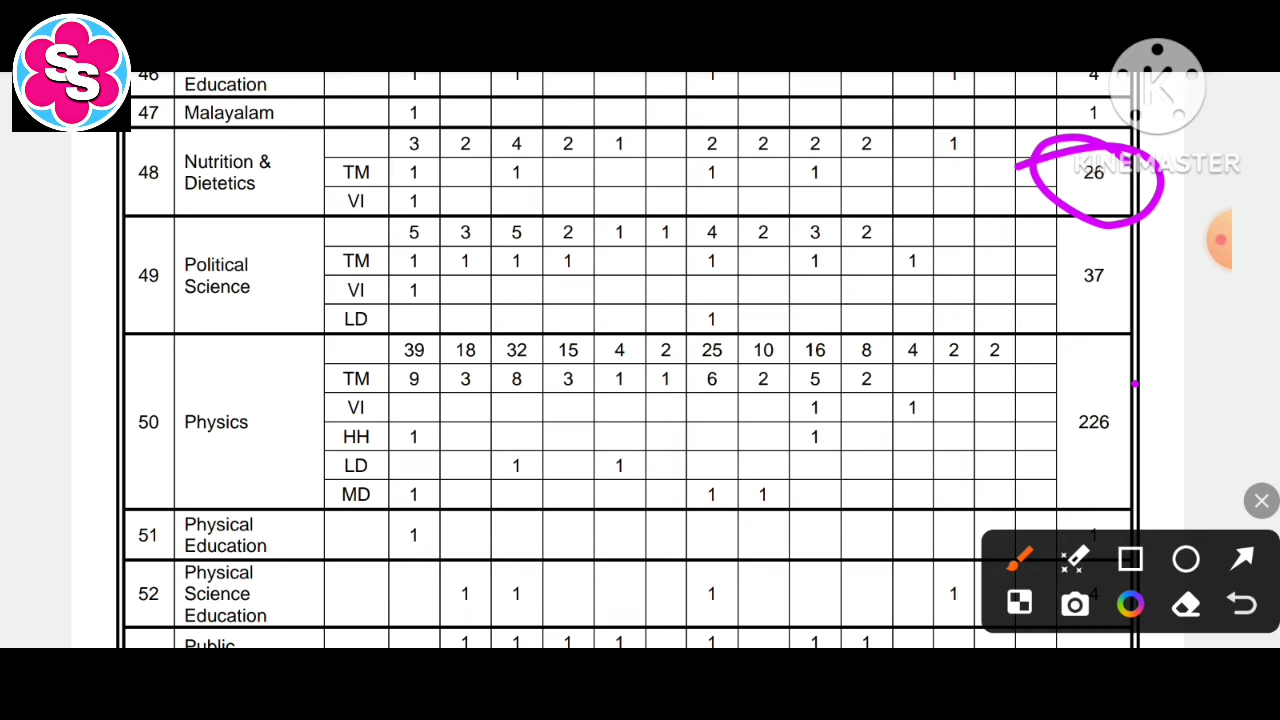 SS
K
KINEMASTER
46 Education 1 1 1 1 4
47 Malayalam 1 1
48 Nutrition & Dietetics 3 2 4 2 1 2 2 2 2 1 26
TM 1 1 1 1
VI 1
49 Political Science 5 3 5 2 1 1 4 2 3 2 37
TM 1 1 1 1 1 1 1
VI 1
LD 1
50 Physics 39 18 32 15 4 2 25 10 16 8 4 2 2 226
TM 9 3 8 3 1 1 6 2 5 2
VI 1 1
HH 1 1
LD 1 1
MD 1 1 1
51 Physical Education 1 1
52 Physical Science Education 1 1 1 1 4
Public 1 1 1 1 1 1 1